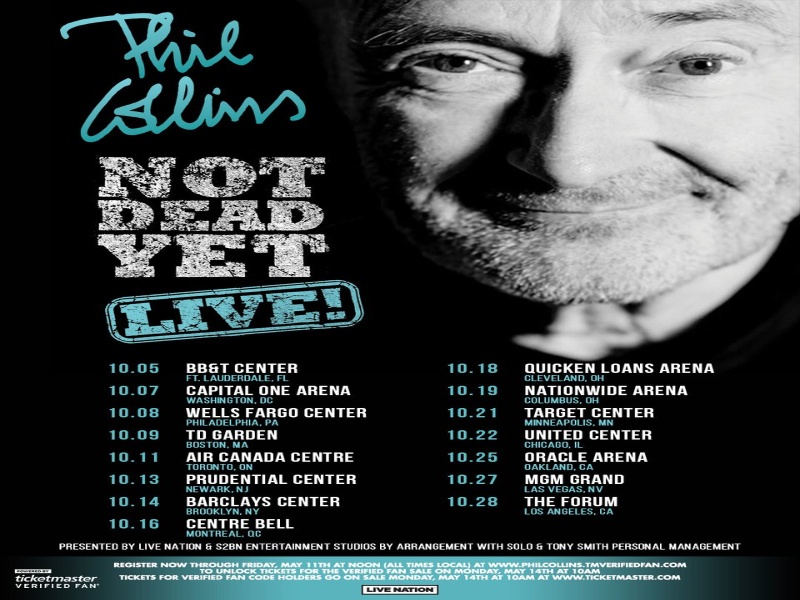 Phil
Collins
NOT
DEAD
YET
LIVE!
10.05 BB&T CENTER
FT. LAUDERDALE, FL
10.07 CAPITAL ONE ARENA
WASHINGTON, DC
10.08 WELLS FARGO CENTER
PHILADELPHIA, PA
10.09 TD GARDEN
BOSTON, MA
10.11 AIR CANADA CENTRE
TORONTO, ON
10.13 PRUDENTIAL CENTER
NEWARK, NJ
10.14 BARCLAYS CENTER
BROOKLYN, NY
10.16 CENTRE BELL
MONTREAL, QC
10.18 QUICKEN LOANS ARENA
CLEVELAND, OH
10.19 NATIONWIDE ARENA
COLUMBUS, OH
10.21 TARGET CENTER
MINNEAPOLIS, MN
10.22 UNITED CENTER
CHICAGO, IL
10.25 ORACLE ARENA
OAKLAND, CA
10.27 MGM GRAND
LAS VEGAS, NV
10.28 THE FORUM
LOS ANGELES, CA
PRESENTED BY LIVE NATION & S2BN ENTERTAINMENT STUDIOS BY ARRANGEMENT WITH SOLO & TONY SMITH PERSONAL MANAGEMENT
POWERED BY
ticketmaster
VERIFIED FAN
REGISTER NOW THROUGH FRIDAY, MAY 11TH AT NOON (ALL TIMES LOCAL) AT WWW.PHILCOLLINS.TMVERIFIEDFAN.COM
TO UNLOCK TICKETS FOR THE VERIFIED FAN SALE ON MONDAY, MAY 14TH AT 10AM
TICKETS FOR VERIFIED FAN CODE HOLDERS GO ON SALE MONDAY, MAY 14TH AT 10AM AT WWW.TICKETMASTER.COM
LIVE NATION